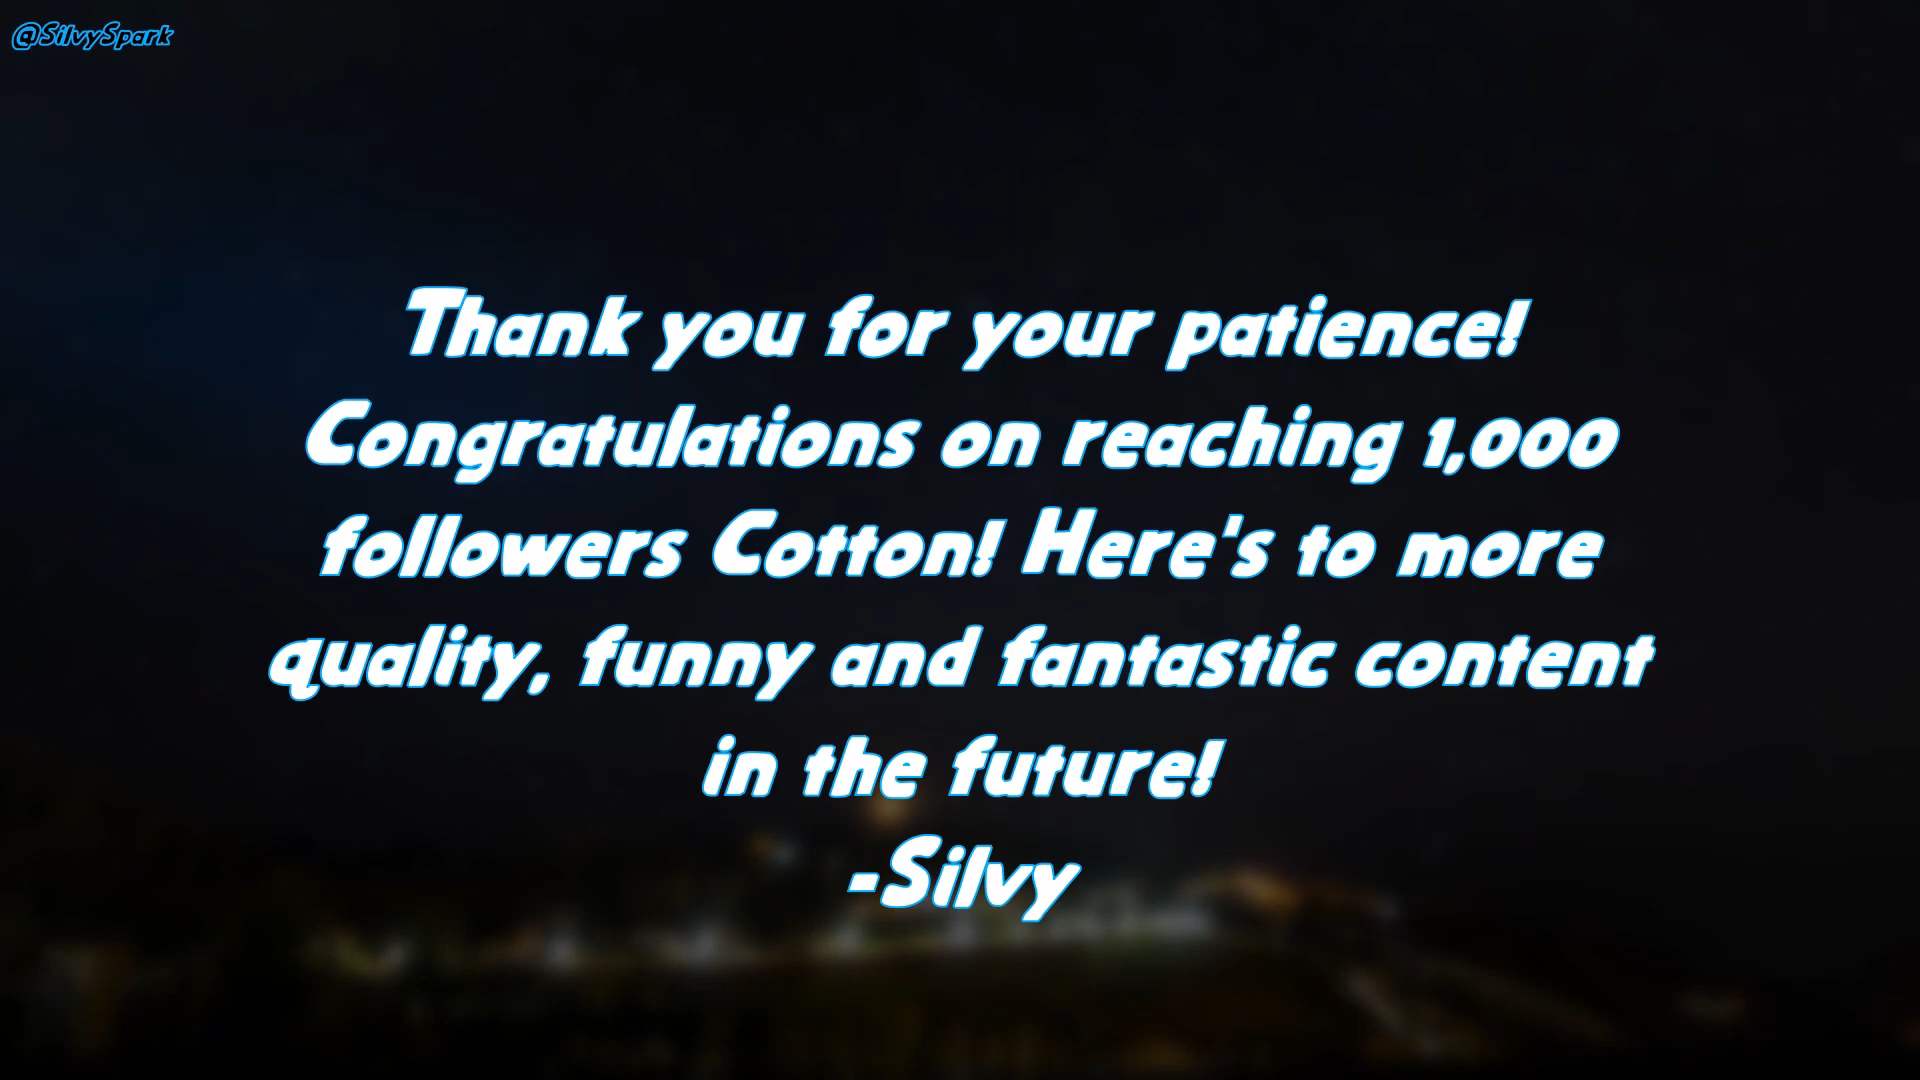 @SilvySpark
Thank you for your patience!
Congratulations on reaching 1,000
followers Cotton! Here's to more
quality, funny and fantastic content
in the future!
-Silvy